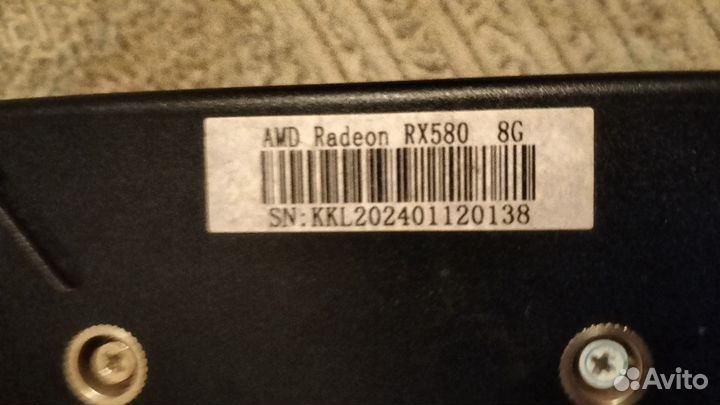 AMD Radeon RX580 8G
SN:KKL202401120138
Avito